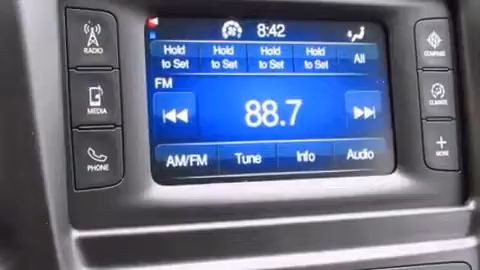 8:42
RADIO
Hold to Set
Hold to Set
Hold to Set
Hold to Set
All
COMPASS
FM
MEDIA
88.7
CLIMATE
PHONE
AM/FM
Tune
Info
Audio
MORE